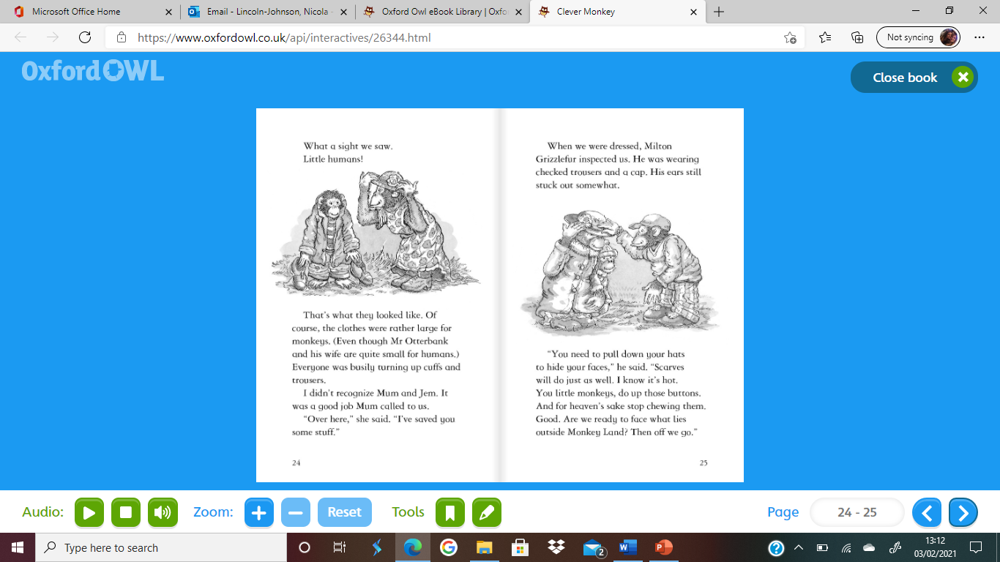 Microsoft Office Home
Email - Lincoln-Johnson, Nicola -
Oxford Owl eBook Library | Oxfo
Clever Monkey
https://www.oxfordowl.co.uk/api/interactives/26344.html
Not syncing
OxfordOWL
Close book
What a sight we saw.
Little humans!
That's what they looked like. Of
course, the clothes were rather large for
monkeys. (Even though Mr Otterbank
and his wife are quite small for humans.)
Everyone was busily turning up cuffs and
trousers.
I didn't recognize Mum and Jem. It
was a good job Mum called to us.
"Over here," she said. "I've saved you
some stuff."
24
When we were dressed, Milton
Grizzlefur inspected us. He was wearing
checked trousers and a cap. His ears still
stuck out somewhat.
"You need to pull down your hats
to hide your faces," he said. "Scarves
will do just as well. I know it's hot.
You little monkeys, do up those buttons.
And for heaven's sake stop chewing them.
Good. Are we ready to face what lies
outside Monkey Land? Then off we go."
25
Audio:
Zoom:
Reset
Tools
Page
24 - 25
Type here to search
2
13:12
03/02/2021